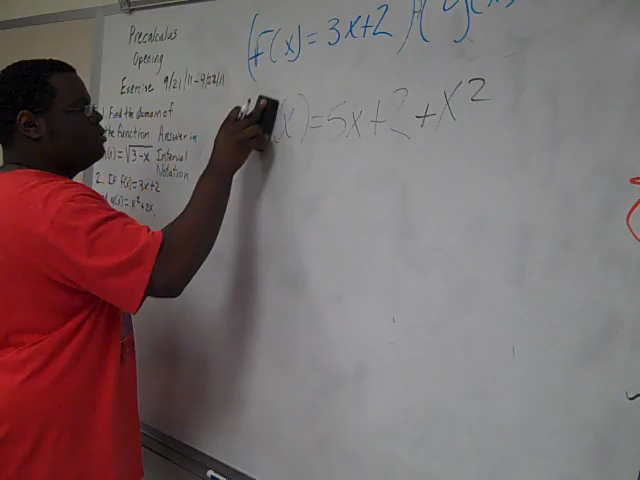 Precalculus
Opening
Exercise 9/21/11-9/22/11
1. Find the domain of
the function Answer in
= √3-x Interval
Notation
2. If f(x)=3x+2
g(x)=x²+2x,
(F(x)=3x+2)(g(x)
(x)=5x+2+x²